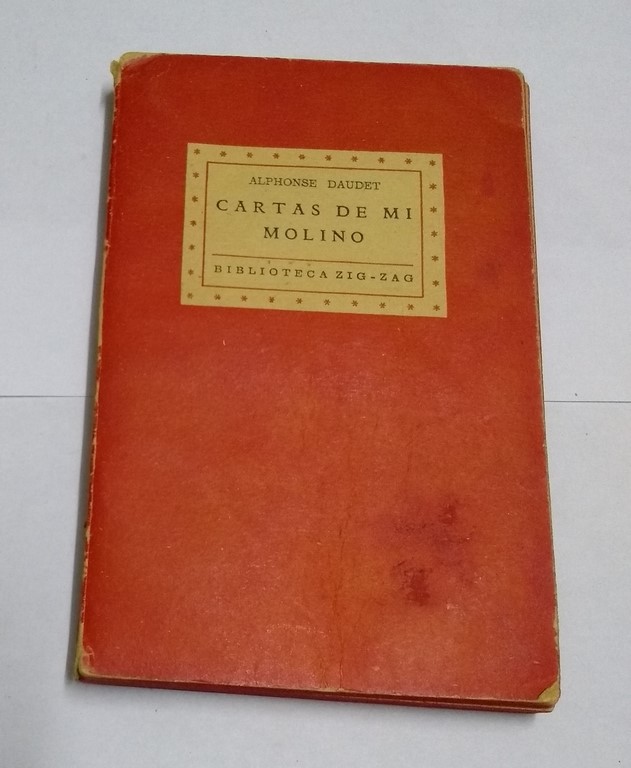 ALPHONSE DAUDET
CARTAS DE MI
MOLINO
BIBLIOTECA ZIG-ZAG